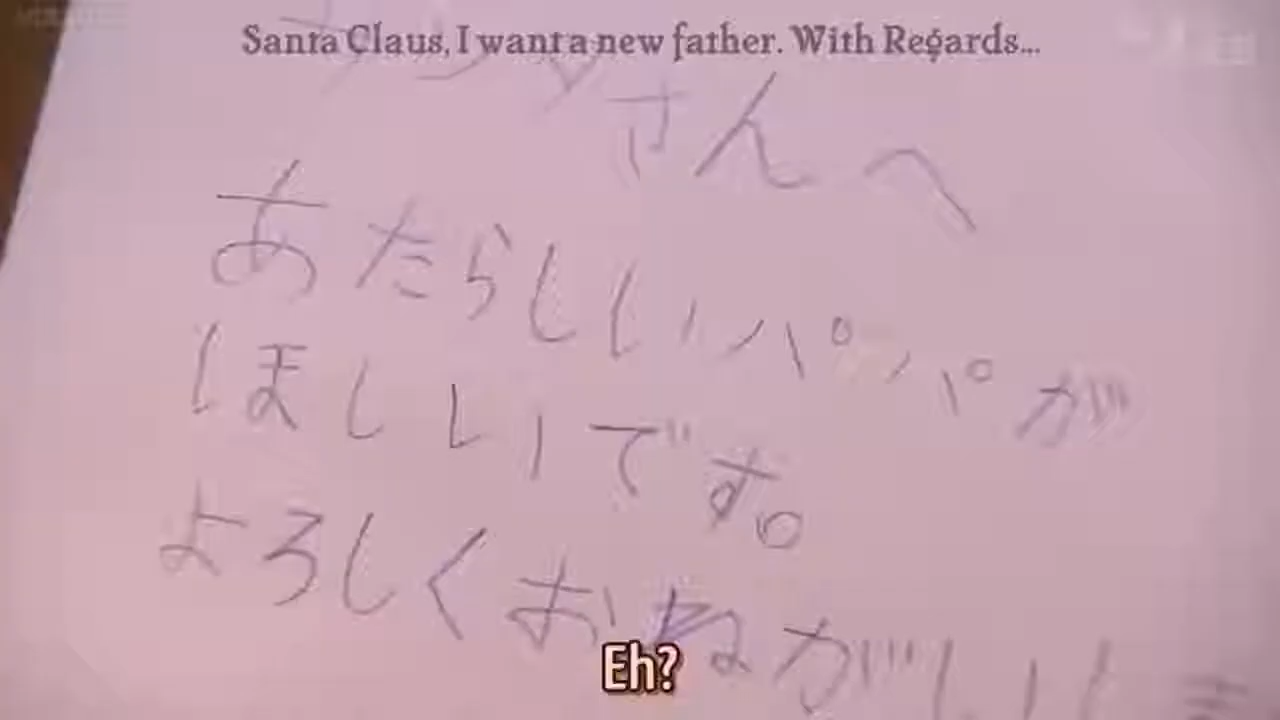 Santa Claus, I want a new father. With Regards...
さんへ
あたらしいパパが
ほしいです。
よろしくおねがいし
Eh?